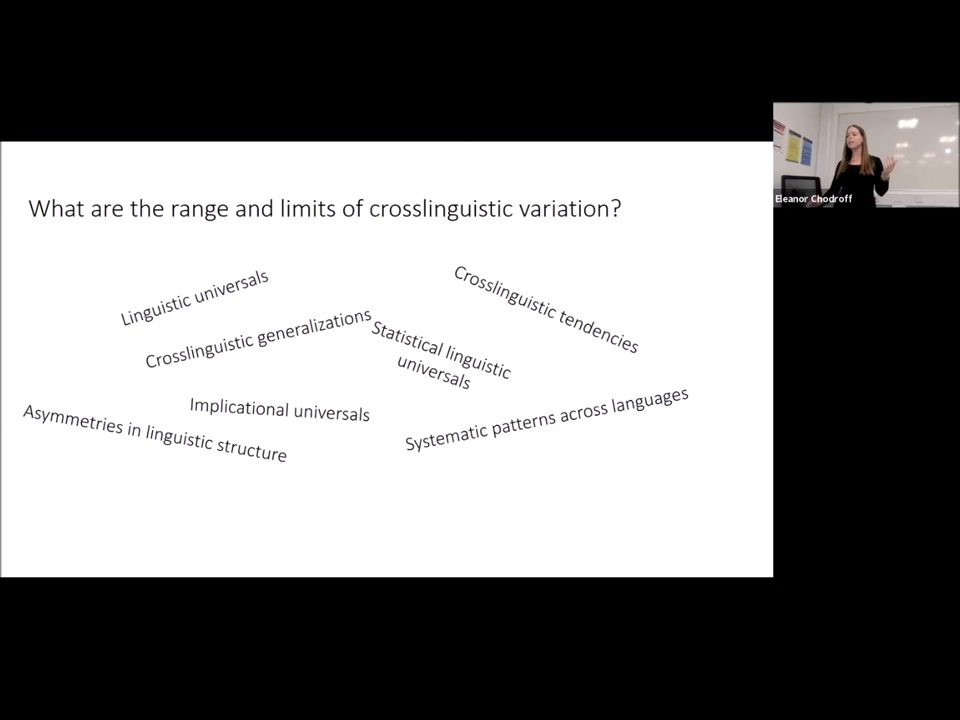 What are the range and limits of crosslinguistic variation?
Linguistic universals
Crosslinguistic tendencies
Crosslinguistic generalizations
Statistical linguistic
universals
Implicational universals
Systematic patterns across languages
Asymmetries in linguistic structure
Eleanor Chodroff